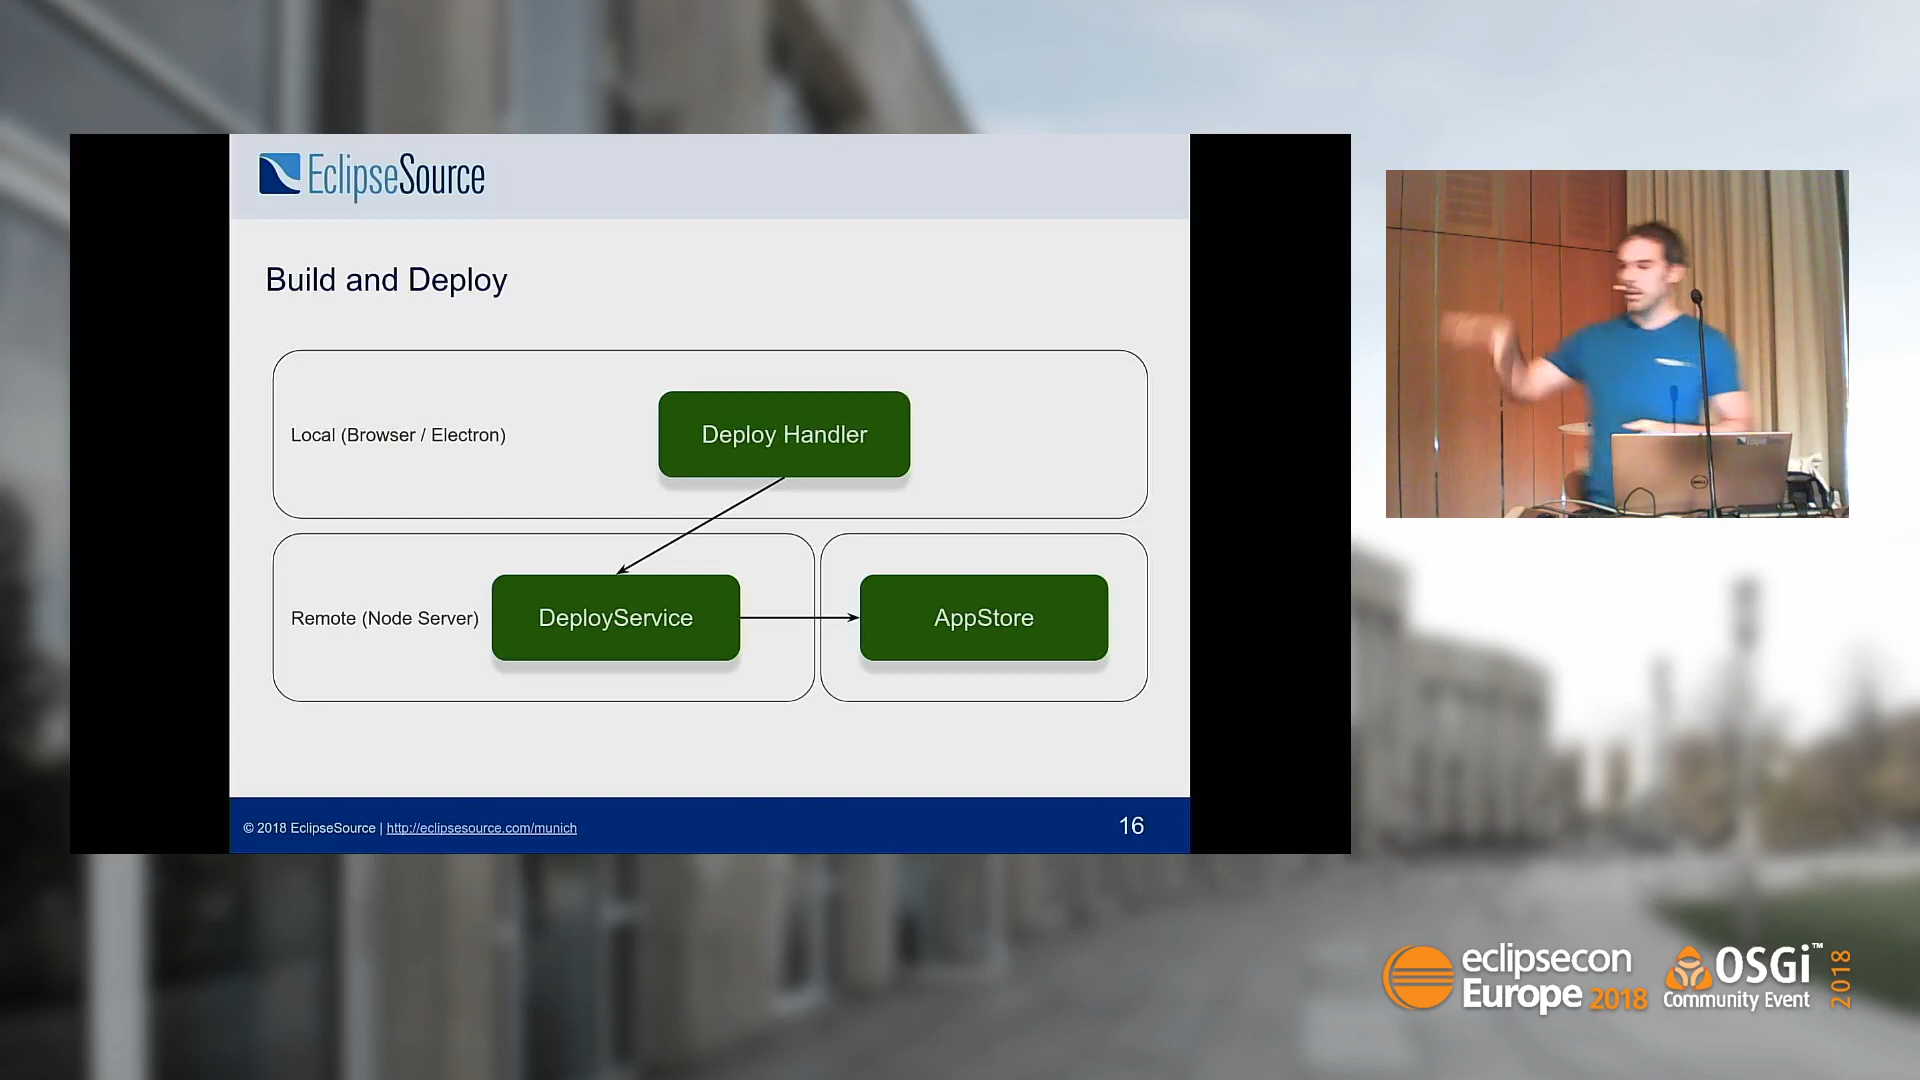 EclipseSource
Build and Deploy
Local (Browser / Electron)
Deploy Handler
Remote (Node Server)
DeployService
AppStore
© 2018 EclipseSource | http://eclipsesource.com/munich
16
DELL
eclipsecon
Europe 2018
OSGi™
Community Event
2018